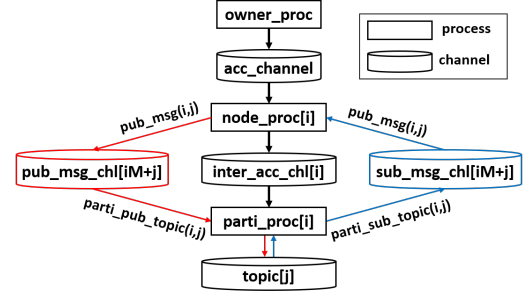 owner_proc
process
acc_channel
channel
pub_msg(i,j)
node_proc[i]
pub_msg(i,j)
pub_msg_chl[iM+j]
inter_acc_chl[i]
sub_msg_chl[iM+j]
parti_pub_topic(i,j)
parti_proc[i]
parti_sub_topic(i,j)
topic[j]